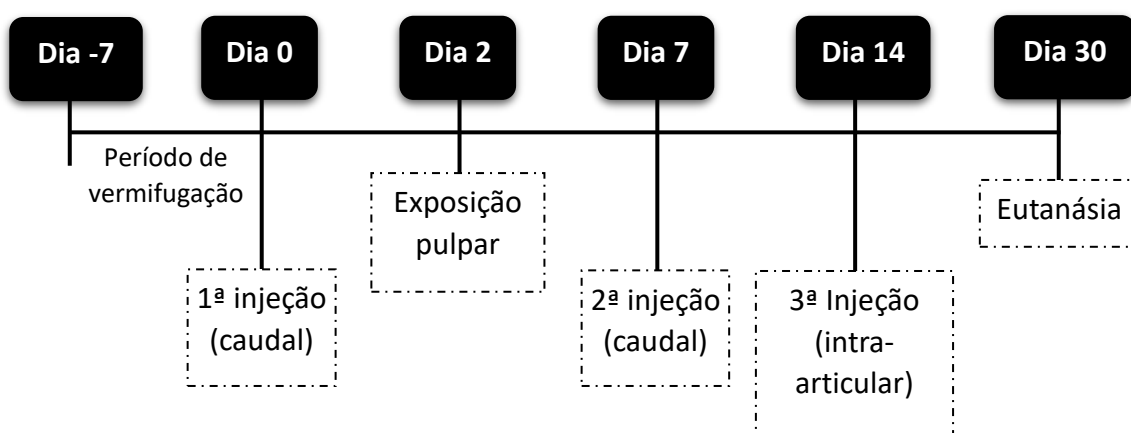 Dia -7
Dia 0
Dia 2
Dia 7
Dia 14
Dia 30
Período de
vermifugação
1ª injeção
(caudal)
Exposição
pulpar
2ª injeção
(caudal)
3ª Injeção
(intra-
articular)
Eutanásia